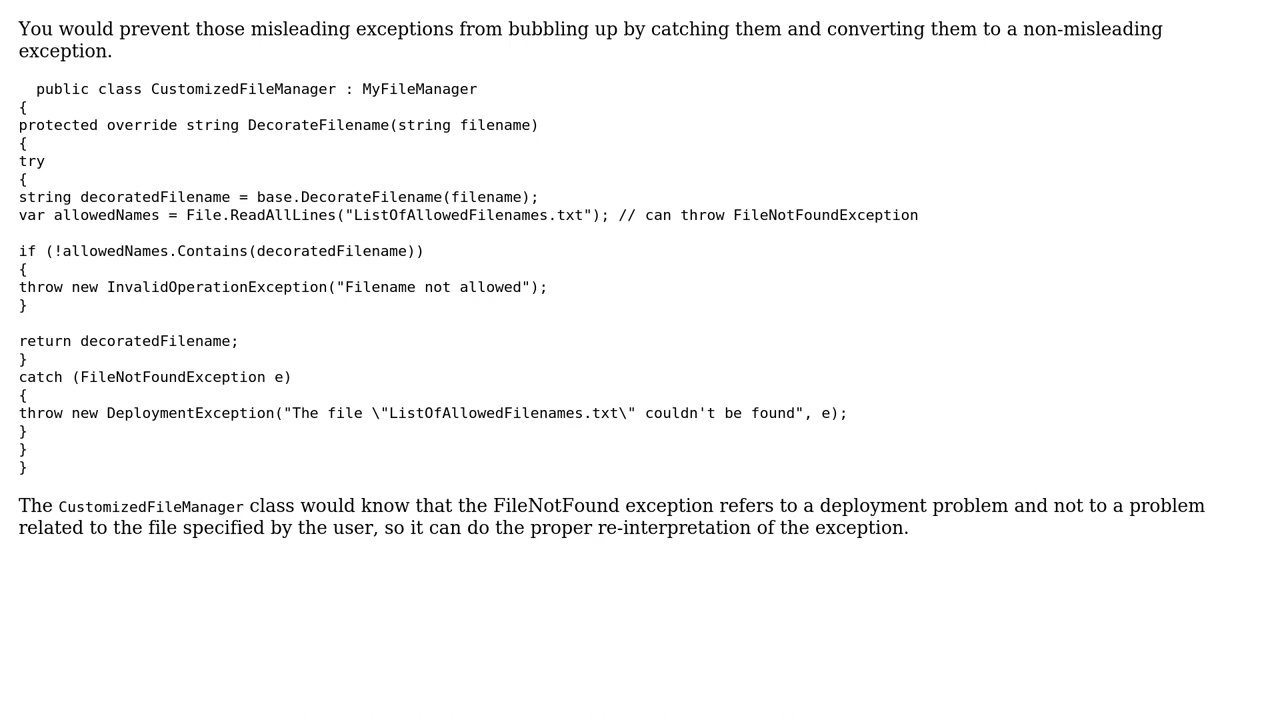 You would prevent those misleading exceptions from bubbling up by catching them and converting them to a non-misleading
exception.
public class CustomizedFileManager : MyFileManager
{
protected override string DecorateFilename(string filename)
{
try
{
string decoratedFilename = base.DecorateFilename(filename);
var allowedNames = File.ReadAllLines("ListOfAllowedFilenames.txt"); // can throw FileNotFoundException
if (!allowedNames.Contains(decoratedFilename))
{
throw new InvalidOperationException("Filename not allowed");
}
return decoratedFilename;
}
catch (FileNotFoundException e)
{
throw new DeploymentException("The file \"ListOfAllowedFilenames.txt\" couldn't be found", e);
}
}
}
The CustomizedFileManager class would know that the FileNotFound exception refers to a deployment problem and not to a problem
related to the file specified by the user, so it can do the proper re-interpretation of the exception.